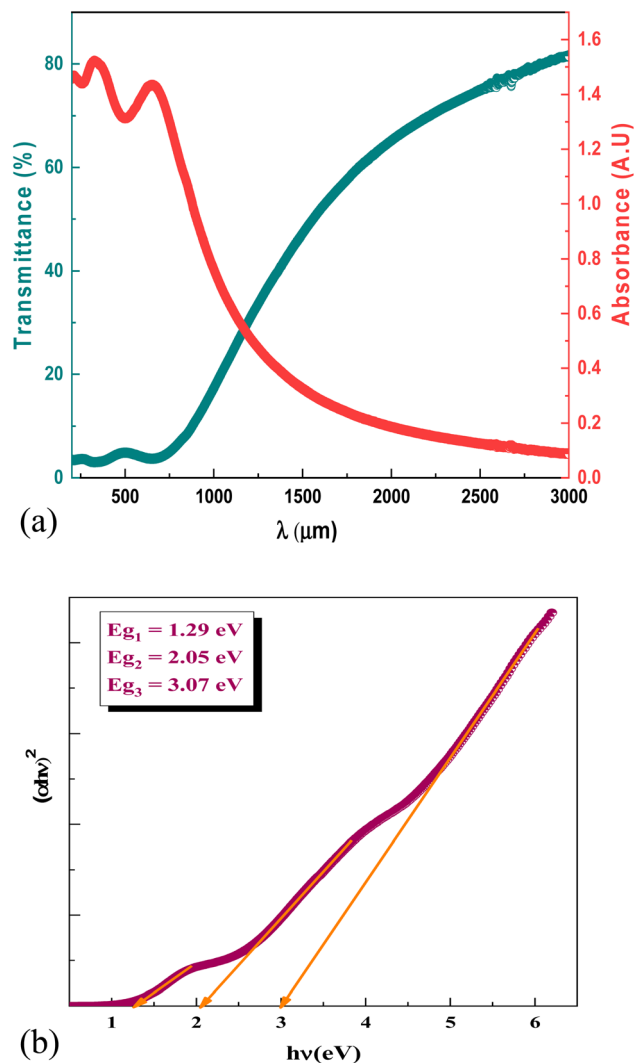 Transmittance (%)
80
60
40
20
0
1.6
1.4
1.2
1.0
0.8
0.6
0.4
0.2
0.0
Absorbance (A.U)
500
1000
1500
2000
2500
3000
λ (μm)
(a)
Eg₁ = 1.29 eV
Eg₂ = 2.05 eV
Eg₃ = 3.07 eV
(αhν)²
1
2
3
4
5
6
hν(eV)
(b)